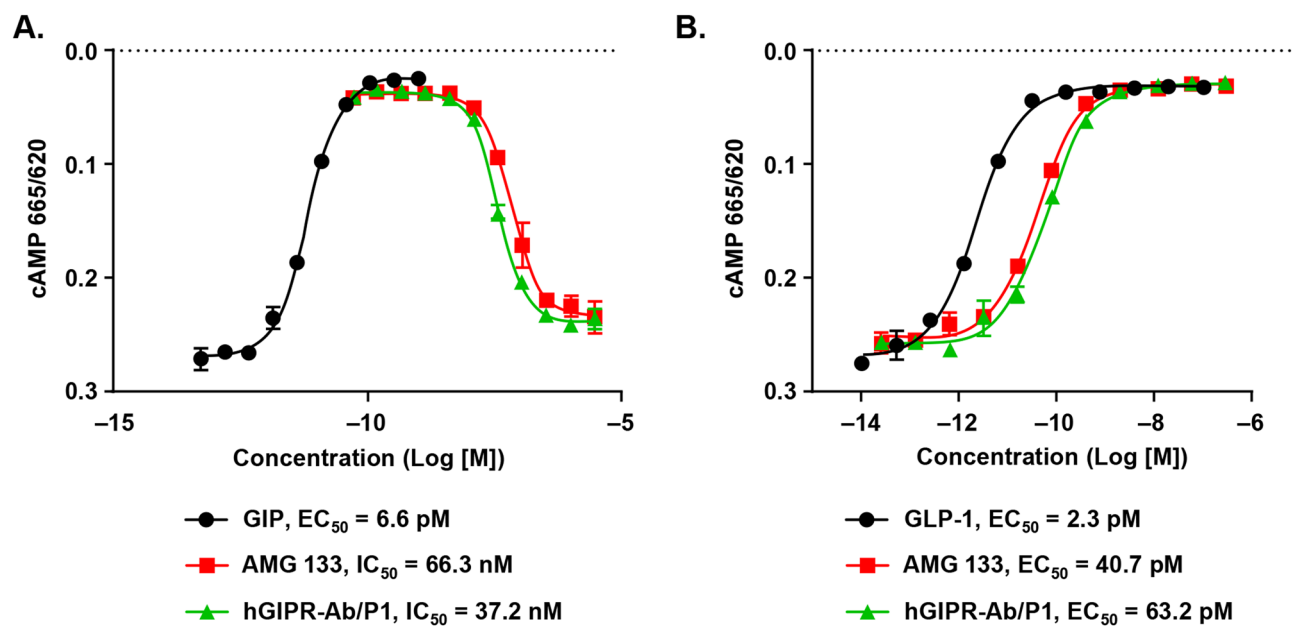 A.
0.0
0.1
0.2
0.3
cAMP 665/620
–15
–10
–5
Concentration (Log [M])
GIP, EC50 = 6.6 pM
AMG 133, IC50 = 66.3 nM
hGIPR-Ab/P1, IC50 = 37.2 nM
B.
0.0
0.1
0.2
0.3
cAMP 665/620
–14
–12
–10
–8
–6
Concentration (Log [M])
GLP-1, EC50 = 2.3 pM
AMG 133, EC50 = 40.7 pM
hGIPR-Ab/P1, EC50 = 63.2 pM